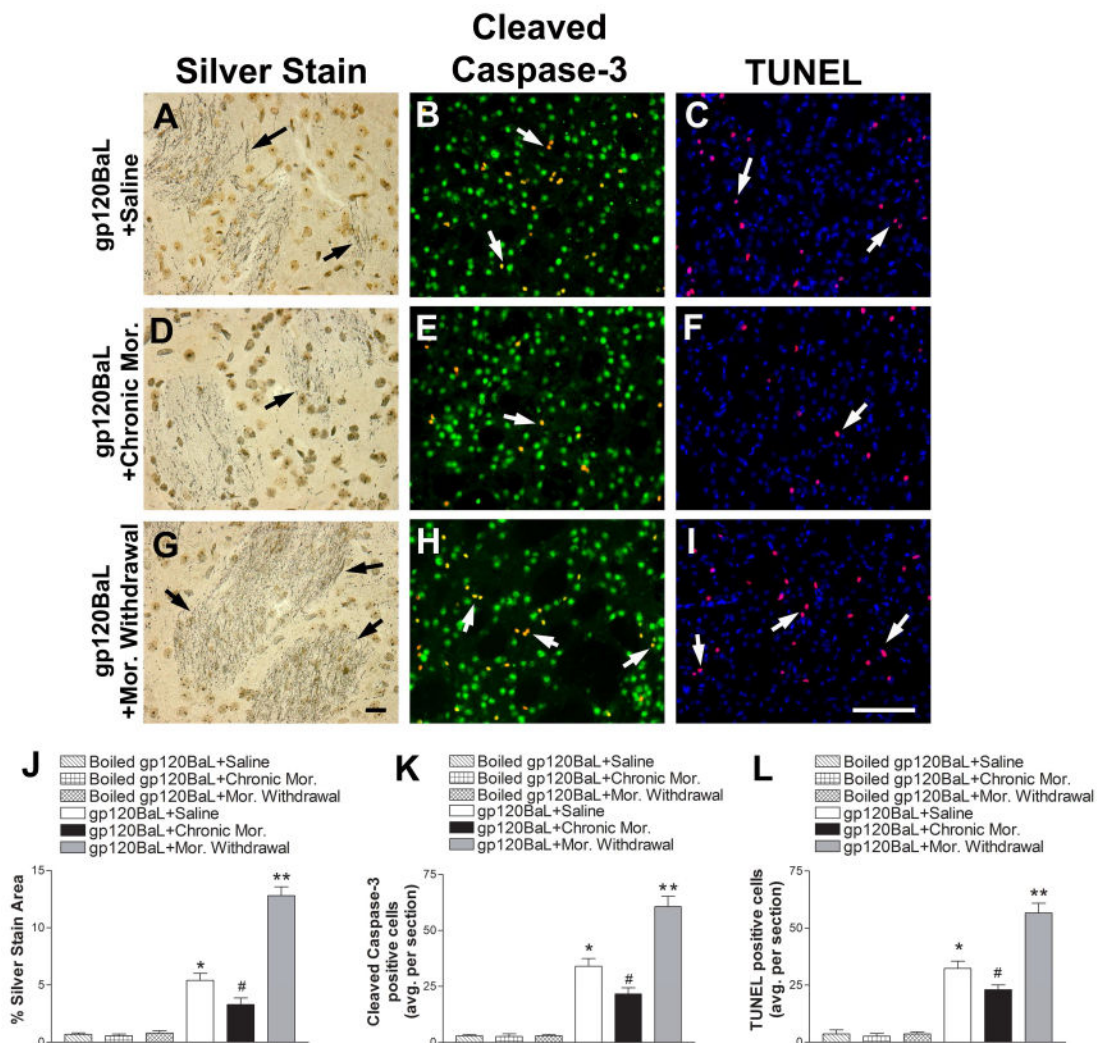 Cleaved
Silver Stain Caspase-3 TUNEL
gp120BaL
+Saline
A B C
gp120BaL
+Chronic Mor.
D E F
gp120BaL
+Mor. Withdrawal
G H I
J
Boiled gp120BaL+Saline
Boiled gp120BaL+Chronic Mor.
Boiled gp120BaL+Mor. Withdrawal
gp120BaL+Saline
gp120BaL+Chronic Mor.
gp120BaL+Mor. Withdrawal
% Silver Stain Area
15
10
5
0
*
#
**
K
Boiled gp120BaL+Saline
Boiled gp120BaL+Chronic Mor.
Boiled gp120BaL+Mor. Withdrawal
gp120BaL+Saline
gp120BaL+Chronic Mor.
gp120BaL+Mor. Withdrawal
Cleaved Caspase-3
positive cells
(avg. per section)
75
50
25
0
*
#
**
L
Boiled gp120BaL+Saline
Boiled gp120BaL+Chronic Mor.
Boiled gp120BaL+Mor. Withdrawal
gp120BaL+Saline
gp120BaL+Chronic Mor.
gp120BaL+Mor. Withdrawal
TUNEL positive cells
(avg. per section)
75
50
25
0
*
#
**